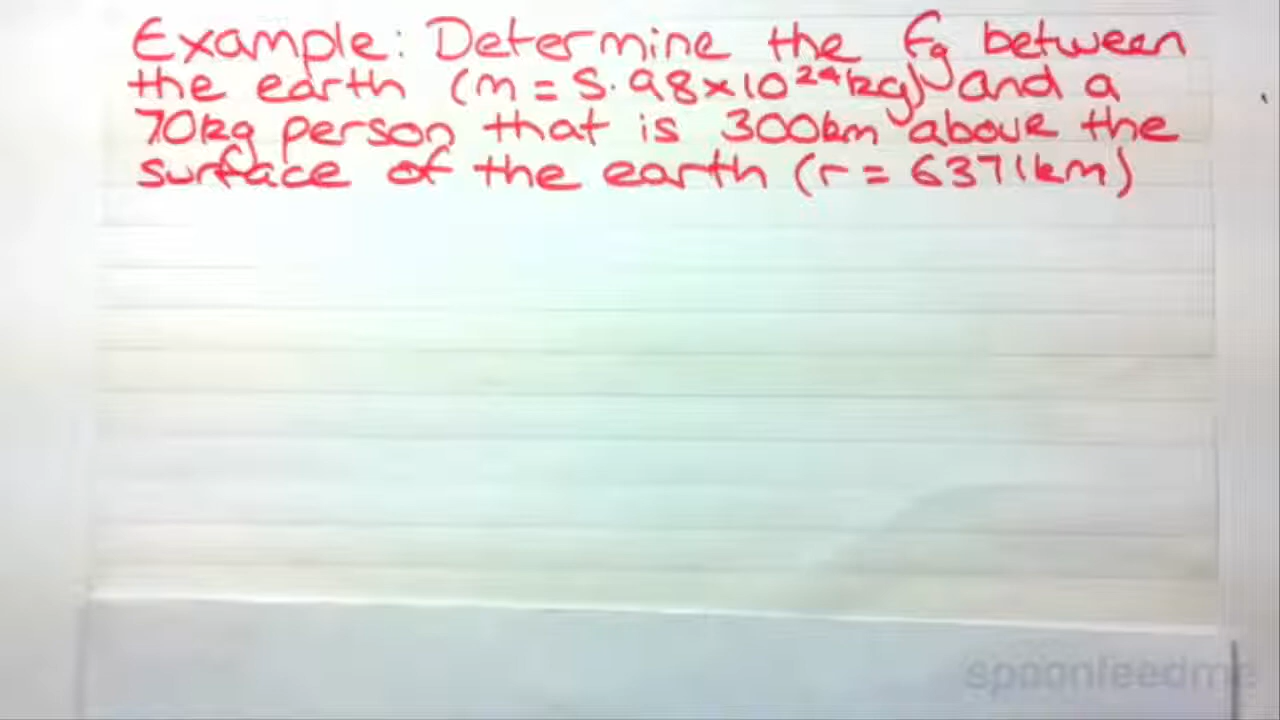 Example: Determine the Fg between
the earth (m = 5.98×10²⁴kg) and a
70kg person that is 300km above the
surface of the earth (r = 6371km)
spoonfeedme